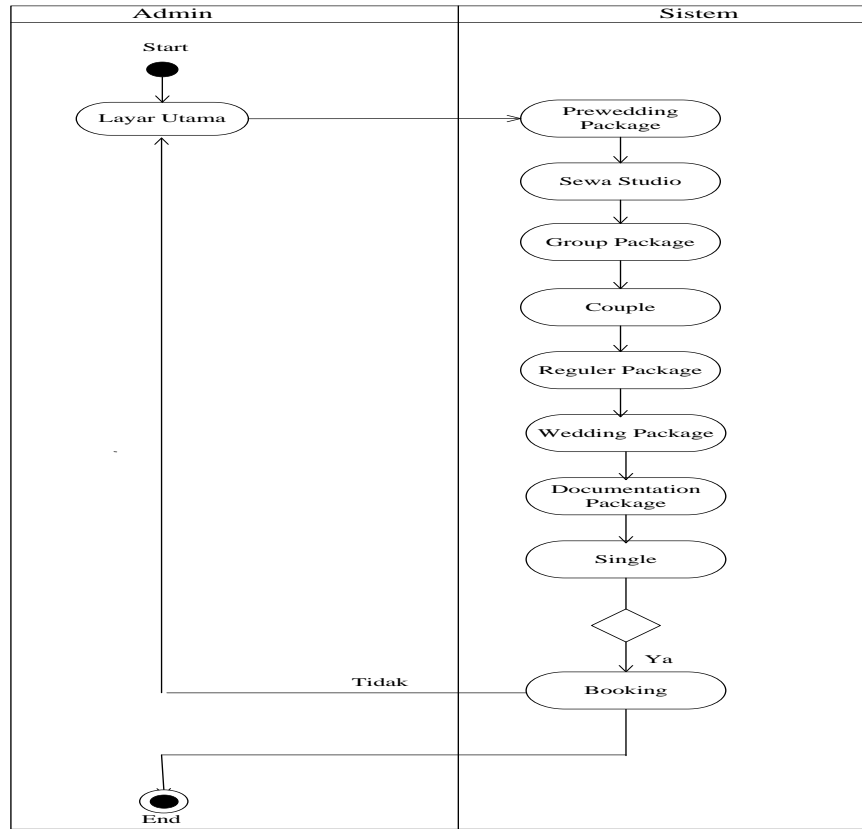 Admin
Sistem
Start
Layar Utama
Prewedding
Package
Sewa Studio
Group Package
Couple
Reguler Package
Wedding Package
Documentation
Package
Single
Ya
Tidak
Booking
End